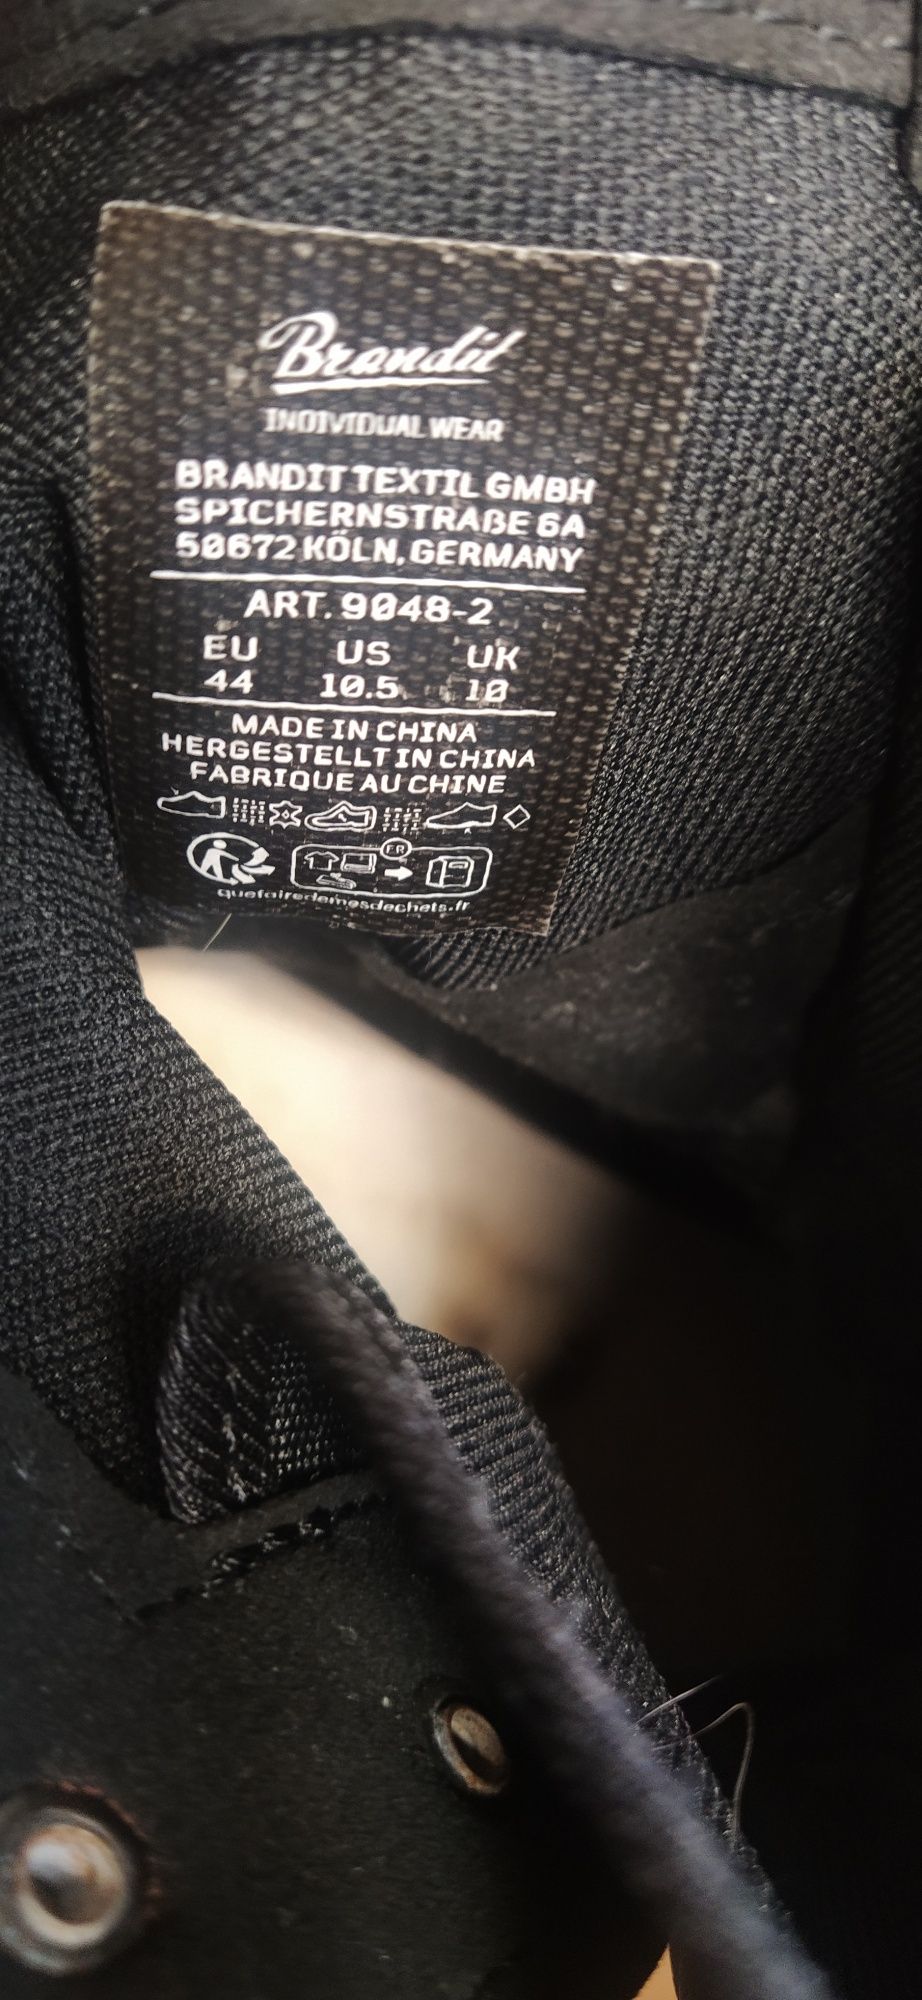 Brandit
INDIVIDUAL WEAR
BRANDIT TEXTIL GMBH
SPICHERNSTRAßE 6A
50672 KÖLN, GERMANY
ART. 9048-2
EU US UK
44 10.5 10
MADE IN CHINA
HERGESTELLT IN CHINA
FABRIQUE AU CHINE
FR
quefairedemesdechets.fr